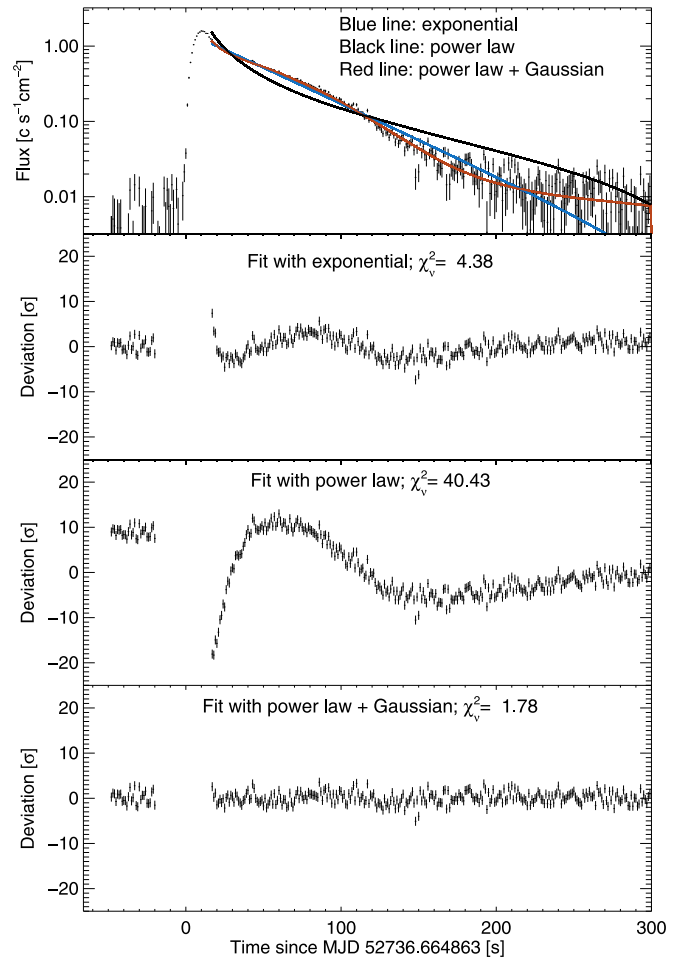 Blue line: exponential
Black line: power law
Red line: power law + Gaussian
Flux [c s⁻¹cm⁻²]
1.00
0.10
0.01
Fit with exponential; χ²ᵥ= 4.38
Deviation [σ]
20
10
0
−10
−20
Fit with power law; χ²ᵥ= 40.43
Deviation [σ]
20
10
0
−10
−20
Fit with power law + Gaussian; χ²ᵥ= 1.78
Deviation [σ]
20
10
0
−10
−20
0 100 200 300
Time since MJD 52736.664863 [s]